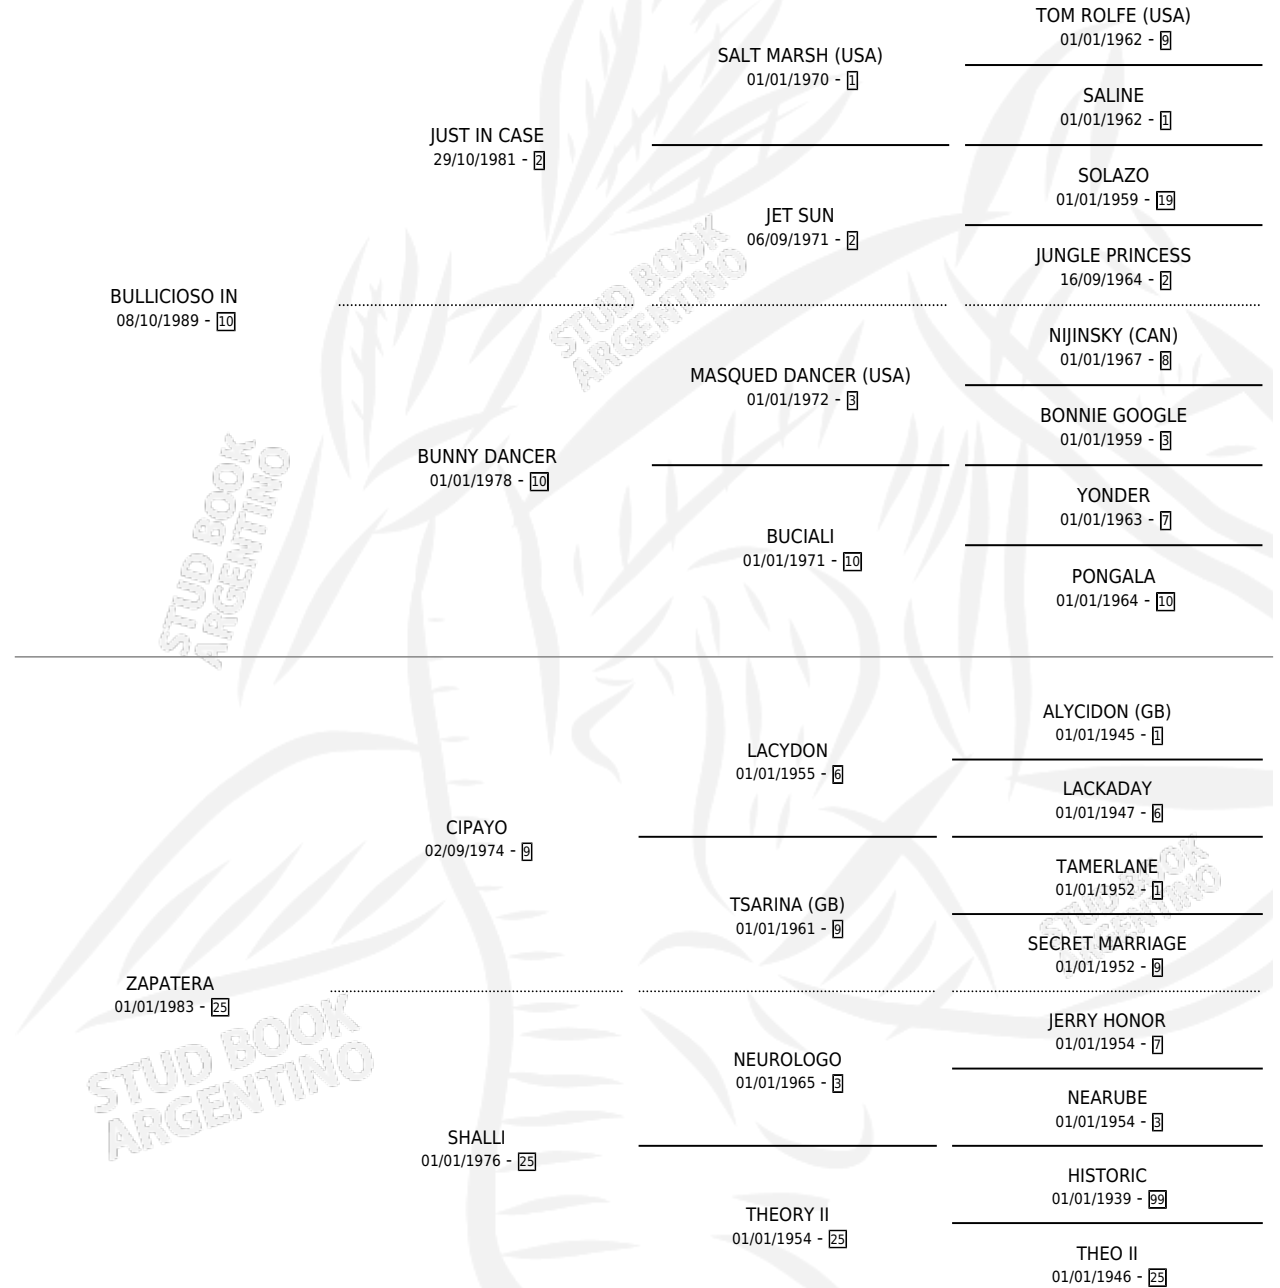 TOM ROLFE (USA)
01/01/1962 - 9
SALT MARSH (USA)
01/01/1970 - 1
SALINE
01/01/1962 - 1
JUST IN CASE
29/10/1981 - 2
SOLAZO
01/01/1959 - 19
JET SUN
06/09/1971 - 2
JUNGLE PRINCESS
16/09/1964 - 2
BULLICIOSO IN
08/10/1989 - 10
NIJINSKY (CAN)
01/01/1967 - 8
MASQUED DANCER (USA)
01/01/1972 - 3
BONNIE GOOGLE
01/01/1959 - 3
BUNNY DANCER
01/01/1978 - 10
YONDER
01/01/1963 - 7
BUCIALI
01/01/1971 - 10
PONGALA
01/01/1964 - 10
ALYCIDON (GB)
01/01/1945 - 1
LACYDON
01/01/1955 - 6
LACKADAY
01/01/1947 - 6
CIPAYO
02/09/1974 - 9
TAMERLANE
01/01/1952 - 1
TSARINA (GB)
01/01/1961 - 9
SECRET MARRIAGE
01/01/1952 - 9
ZAPATERA
01/01/1983 - 25
JERRY HONOR
01/01/1954 - 7
NEUROLOGO
01/01/1965 - 3
NEARUBE
01/01/1954 - 3
SHALLI
01/01/1976 - 25
HISTORIC
01/01/1939 - 99
THEORY II
01/01/1954 - 25
THEO II
01/01/1946 - 25
STUD BOOK
ARGENTINO
STUD BOOK
ARGENTINO
STUD BOOK
ARGENTINO
STUD BOOK
ARGENTINO